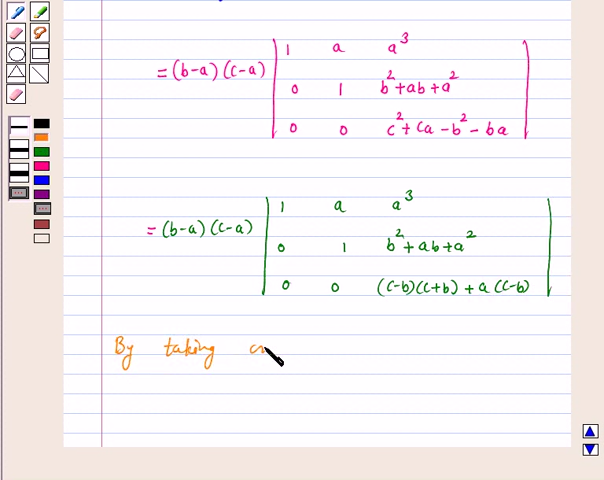 1 a a³
= (b-a) (c-a)
0 1 b²+ab+a²
0 0 c²+ca-b²-ba
1 a a³
= (b-a) (c-a)
0 1 b²+ab+a²
0 0 (c-b)(c+b)+a(c-b)
By taking